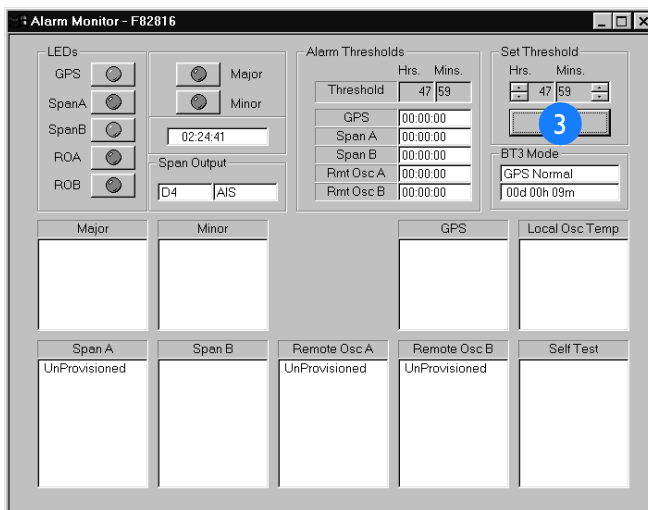 Alarm Monitor - F82816
LEDs
GPS
SpanA
SpanB
ROA
ROB
Major
Minor
02:24:41
Span Output
D4 AIS
Alarm Thresholds
Hrs. Mins.
Threshold 47 59
GPS 00:00:00
Span A 00:00:00
Span B 00:00:00
Rmt Osc A 00:00:00
Rmt Osc B 00:00:00
Set Threshold
Hrs. Mins.
47 59
3
BT3 Mode
GPS Normal
00d 00h 09m
Major
Minor
GPS
Local Osc Temp
Span A
UnProvisioned
Span B
Remote Osc A
UnProvisioned
Remote Osc B
UnProvisioned
Self Test